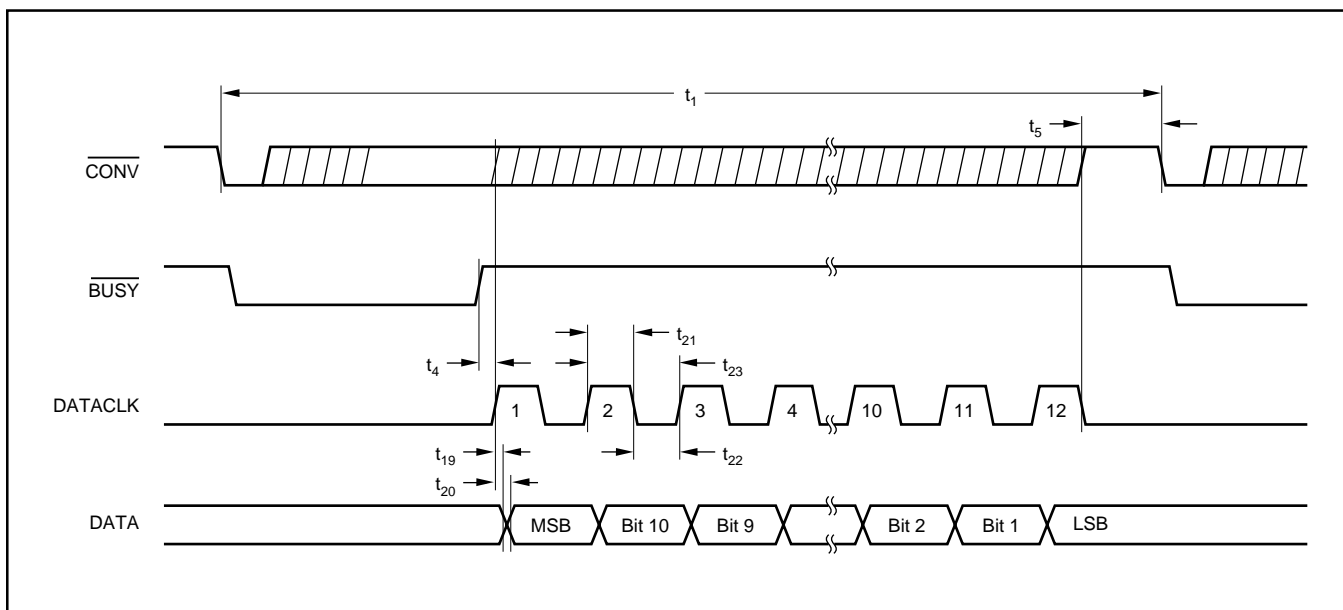 t1
t5
CONV
BUSY
t21
t4
t23
DATACLK
1 2 3 4 10 11 12
t19
t22
t20
DATA
MSB Bit 10 Bit 9 Bit 2 Bit 1 LSB